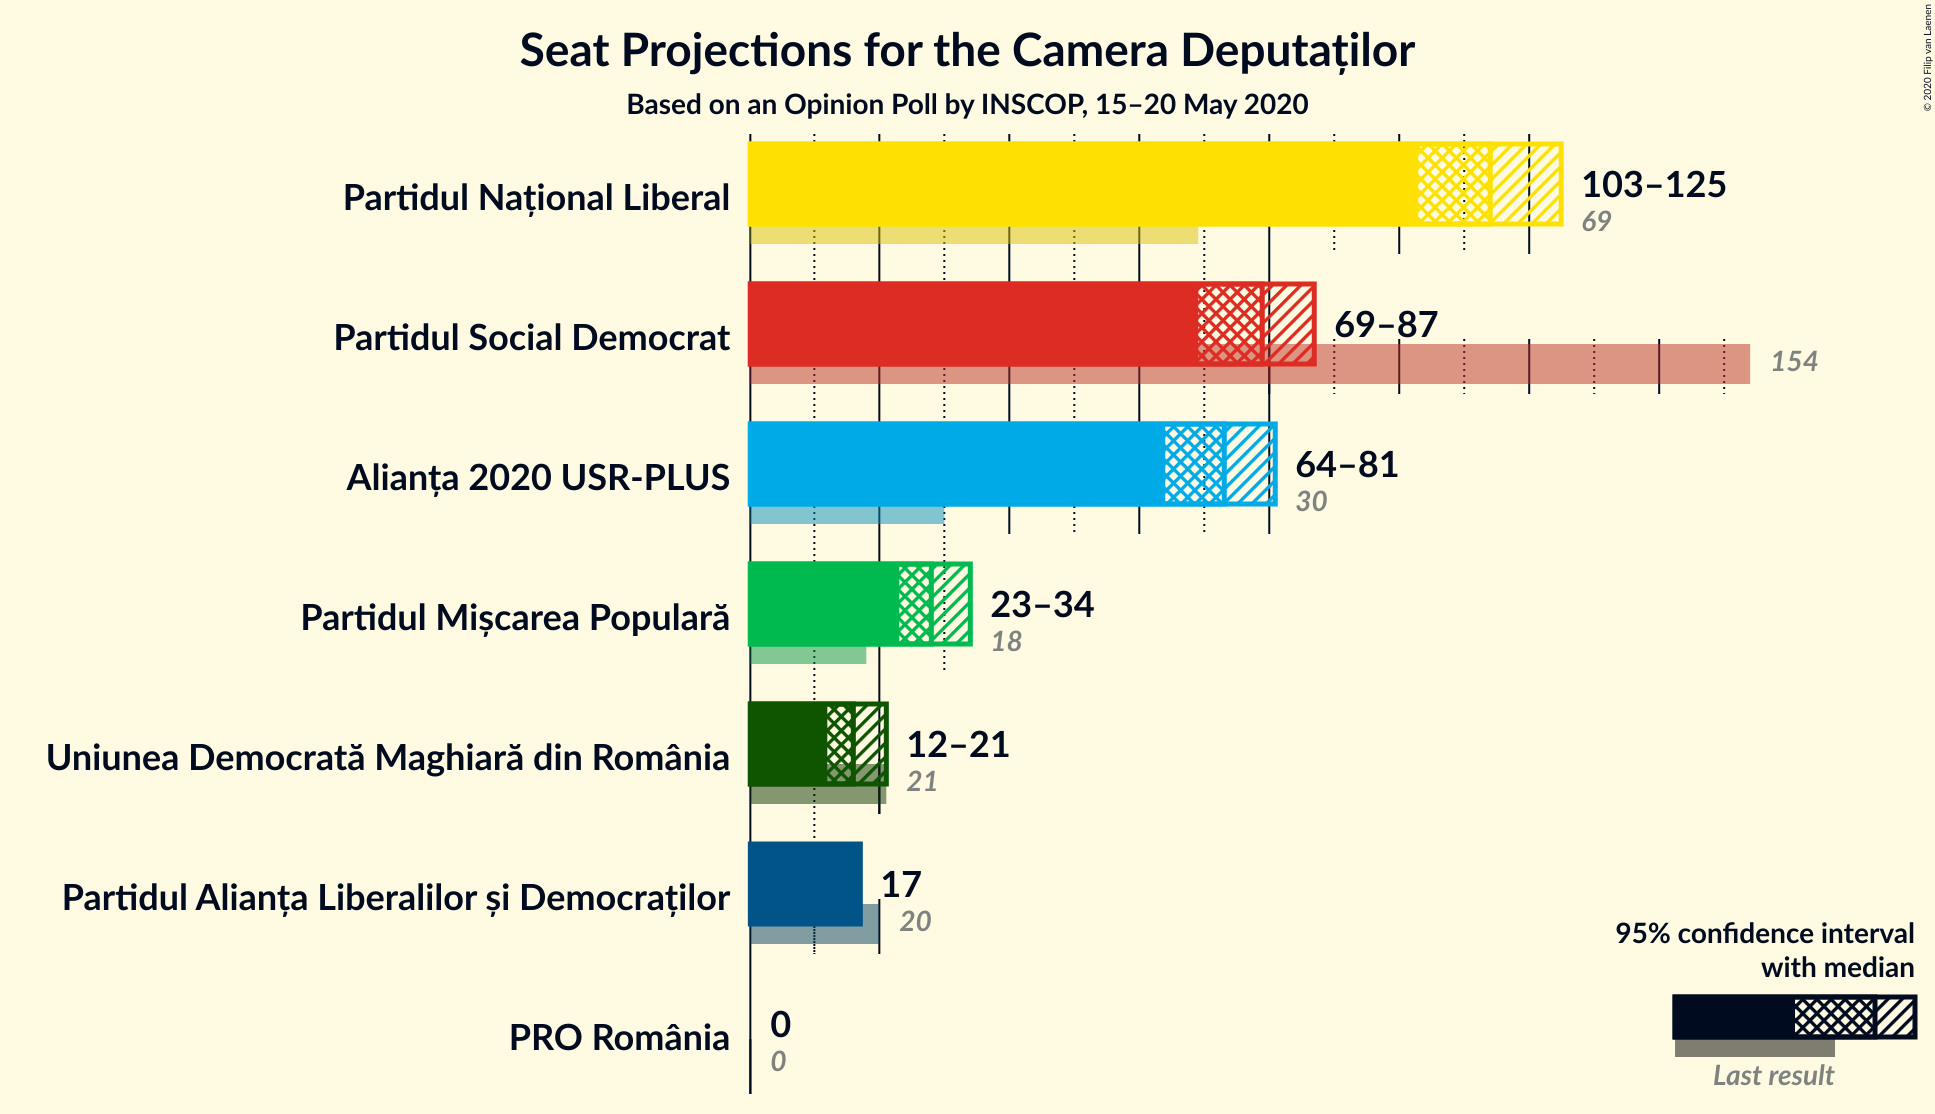 Seat Projections for the Camera Deputaților
Based on an Opinion Poll by INSCOP, 15–20 May 2020
© 2020 Filip van Laenen
Partidul Național Liberal
103–125
69
Partidul Social Democrat
69–87
154
Alianța 2020 USR-PLUS
64–81
30
Partidul Mișcarea Populară
23–34
18
Uniunea Democrată Maghiară din România
12–21
21
Partidul Alianța Liberalilor și Democraților
17
20
PRO România
0
0
95% confidence interval
with median
Last result